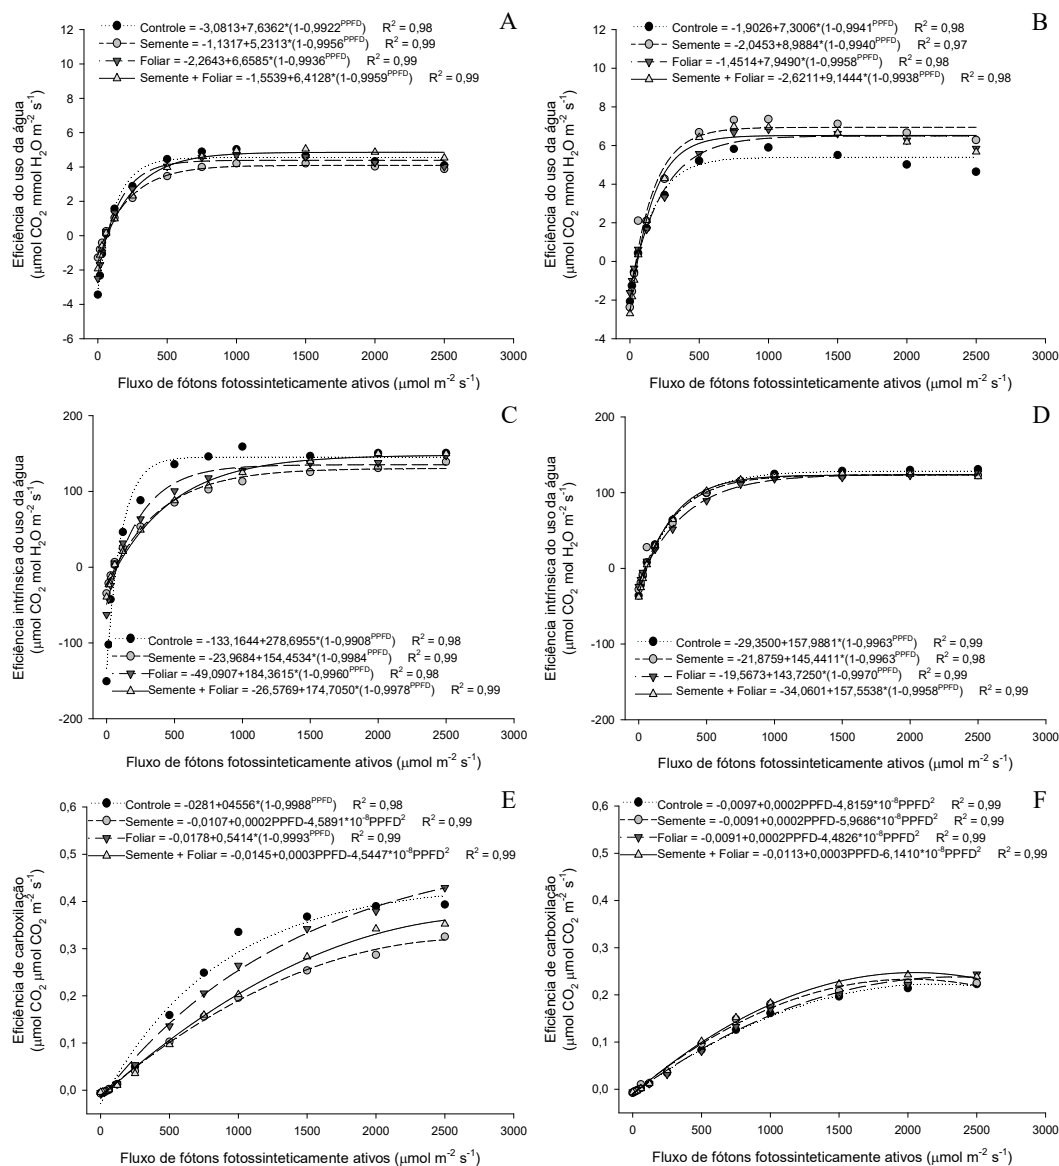 A
Controle = -3,0813+7,6362*(1-0,9922^PPFD) R² = 0,98
Semente = -1,1317+5,2313*(1-0,9956^PPFD) R² = 0,99
Foliar = -2,2643+6,6585*(1-0,9936^PPFD) R² = 0,99
Semente + Foliar = -1,5539+6,4128*(1-0,9959^PPFD) R² = 0,99
Eficiência do uso da água
(μmol CO₂ mmol H₂O m⁻² s⁻¹)
12
10
8
6
4
2
0
-2
-4
-6
0 500 1000 1500 2000 2500 3000
Fluxo de fótons fotossinteticamente ativos (μmol m⁻² s⁻¹)
B
Controle = -1,9026+7,3006*(1-0,9941^PPFD) R² = 0,98
Semente = -2,0453+8,9884*(1-0,9940^PPFD) R² = 0,97
Foliar = -1,4514+7,9490*(1-0,9958^PPFD) R² = 0,98
Semente + Foliar = -2,6211+9,1444*(1-0,9938^PPFD) R² = 0,98
Eficiência do uso da água
(μmol CO₂ mmol H₂O m⁻² s⁻¹)
12
10
8
6
4
2
0
-2
-4
0 500 1000 1500 2000 2500 3000
Fluxo de fótons fotossinteticamente ativos (μmol m⁻² s⁻¹)
C
Eficiência intrínsica do uso da água
(μmol CO₂ mol H₂O m⁻² s⁻¹)
200
100
0
-100
-200
Controle = -133,1644+278,6955*(1-0,9908^PPFD) R² = 0,98
Semente = -23,9684+154,4534*(1-0,9984^PPFD) R² = 0,99
Foliar = -49,0907+184,3615*(1-0,9960^PPFD) R² = 0,98
Semente + Foliar = -26,5769+174,7050*(1-0,9978^PPFD) R² = 0,99
0 500 1000 1500 2000 2500 3000
Fluxo de fótons fotossinteticamente ativos (μmol m⁻² s⁻¹)
D
Eficiência intrínsica do uso da água
(μmol CO₂ mol H₂O m⁻² s⁻¹)
200
100
0
-100
-200
Controle = -29,3500+157,9881*(1-0,9963^PPFD) R² = 0,99
Semente = -21,8759+145,4411*(1-0,9963^PPFD) R² = 0,98
Foliar = -19,5673+143,7250*(1-0,9970^PPFD) R² = 0,99
Semente + Foliar = -34,0601+157,5538*(1-0,9958^PPFD) R² = 0,99
0 500 1000 1500 2000 2500 3000
Fluxo de fótons fotossinteticamente ativos (μmol m⁻² s⁻¹)
E
Controle = -0281+04556*(1-0,9988^PPFD) R² = 0,98
Semente = -0,0107+0,0002PPFD-4,5891*10⁻⁸PPFD² R² = 0,99
Foliar = -0,0178+0,5414*(1-0,9993^PPFD) R² = 0,99
Semente + Foliar = -0,0145+0,0003PPFD-4,5447*10⁻⁸PPFD² R² = 0,99
Eficiência de carboxilação
(μmol CO₂ μmol CO₂ m⁻² s⁻¹)
0,6
0,5
0,4
0,3
0,2
0,1
0,0
0 500 1000 1500 2000 2500 3000
Fluxo de fótons fotossinteticamente ativos (μmol m⁻² s⁻¹)
F
Controle = -0,0097+0,0002PPFD-4,8159*10⁻⁸PPFD² R² = 0,99
Semente = -0,0091+0,0002PPFD-5,9686*10⁻⁸PPFD² R² = 0,99
Foliar = -0,0091+0,0002PPFD-4,4826*10⁻⁸PPFD² R² = 0,99
Semente + Foliar = -0,0113+0,0003PPFD-6,1410*10⁻⁸PPFD² R² = 0,99
Eficiência de carboxilação
(μmol CO₂ μmol CO₂ m⁻² s⁻¹)
0,6
0,5
0,4
0,3
0,2
0,1
0,0
0 500 1000 1500 2000 2500 3000
Fluxo de fótons fotossinteticamente ativos (μmol m⁻² s⁻¹)